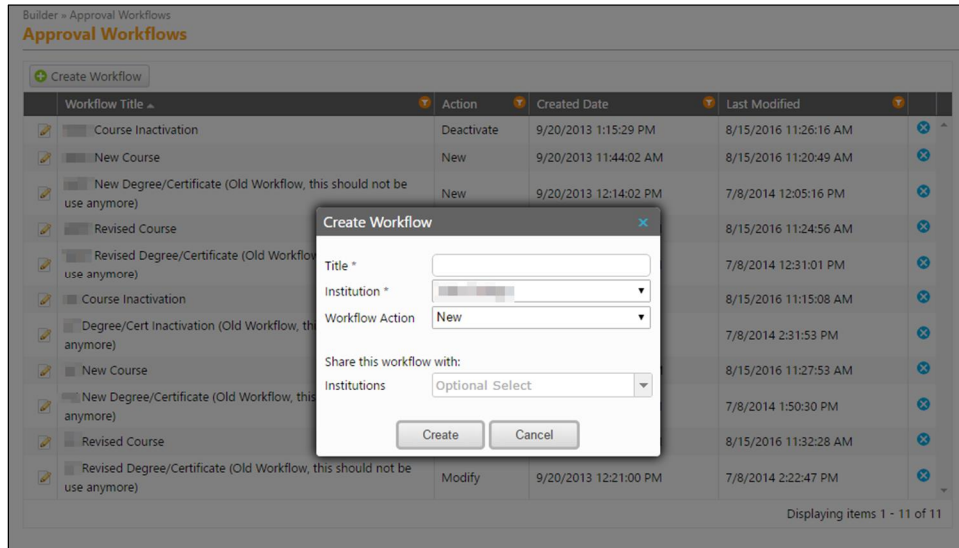 Builder » Approval Workflows
Approval Workflows
Create Workflow
Workflow Title Action Created Date Last Modified
Course Inactivation Deactivate 9/20/2013 1:15:29 PM 8/15/2016 11:26:16 AM
New Course New 9/20/2013 11:44:02 AM 8/15/2016 11:20:49 AM
New Degree/Certificate (Old Workflow, this should not be
use anymore) New 9/20/2013 12:14:02 PM 7/8/2014 12:05:16 PM
Revised Course 8/15/2016 11:24:56 AM
Revised Degree/Certificate (Old Workflow
use anymore) 7/8/2014 12:31:01 PM
Course Inactivation 8/15/2016 11:15:08 AM
Degree/Cert Inactivation (Old Workflow, th
anymore) 7/8/2014 2:31:53 PM
New Course 8/15/2016 11:27:53 AM
New Degree/Certificate (Old Workflow, this
anymore) 7/8/2014 1:50:30 PM
Revised Course 8/15/2016 11:32:28 AM
Revised Degree/Certificate (Old Workflow, this should not be
use anymore) Modify 9/20/2013 12:21:00 PM 7/8/2014 2:22:47 PM
Displaying items 1 - 11 of 11
Create Workflow
Title *
Institution *
Workflow Action New
Share this workflow with:
Institutions Optional Select
Create Cancel